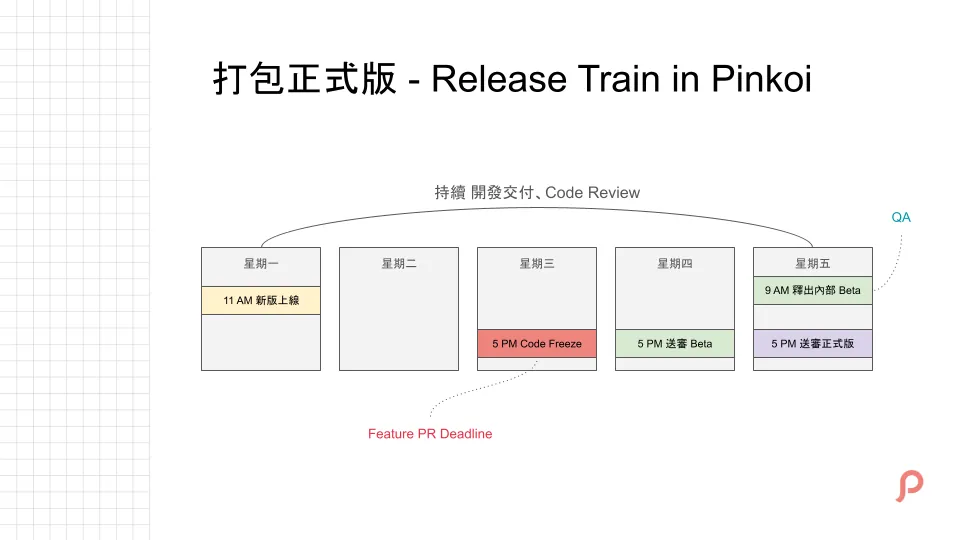 打包正式版 - Release Train in Pinkoi
持續 開發交付、Code Review
QA
星期一
星期二
星期三
星期四
星期五
11 AM 新版上線
9 AM 釋出內部 Beta
5 PM Code Freeze
5 PM 送審 Beta
5 PM 送審正式版
Feature PR Deadline